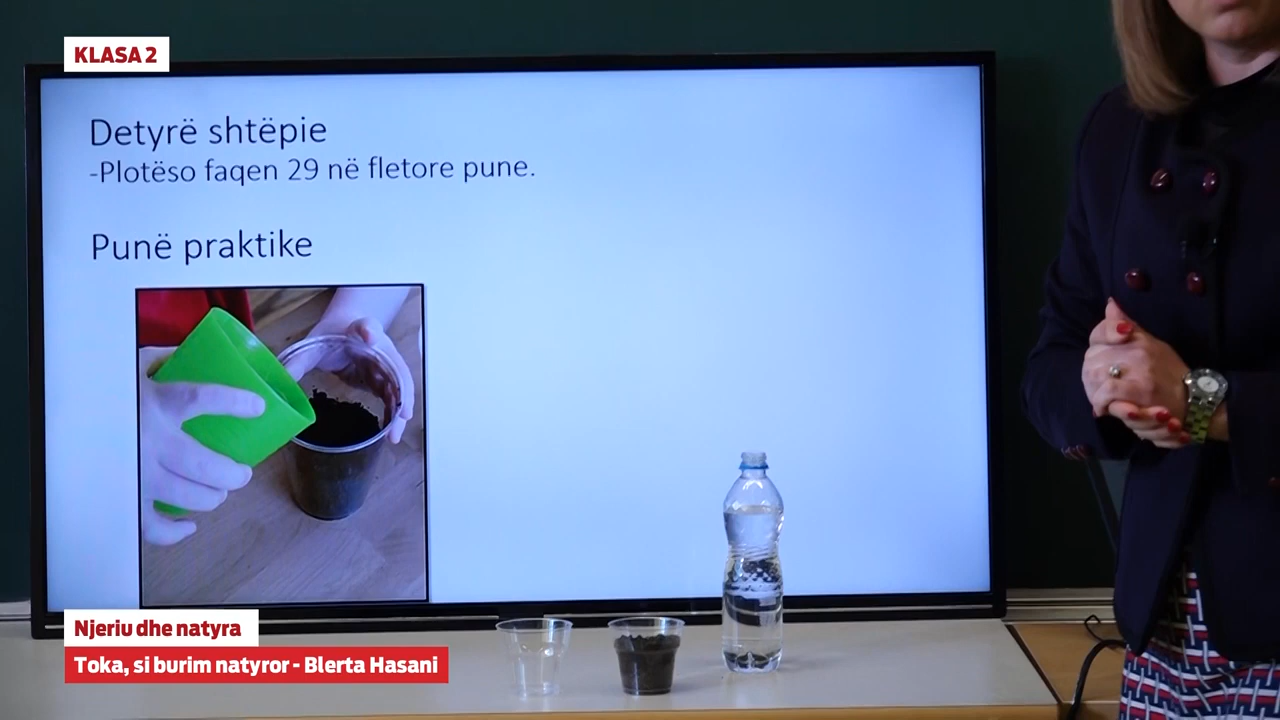 KLASA 2
Detyrë shtëpie
-Plotëso faqen 29 në fletore pune.
Punë praktike
Njeriu dhe natyra
Toka, si burim natyror - Blerta Hasani